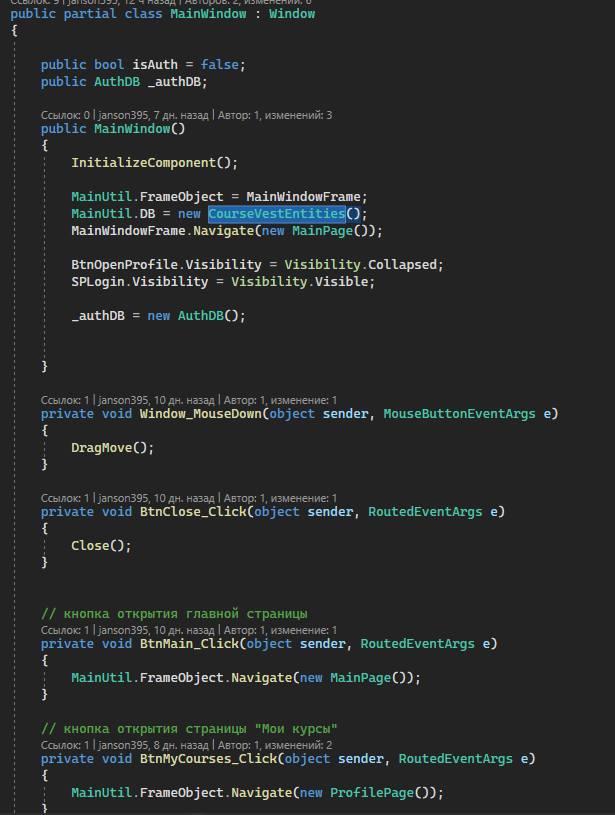 Ссылок: 9 | janson395, 12 ч назад | Авторов: 2, изменений: 6
public partial class MainWindow : Window
{
public bool isAuth = false;
public AuthDB _authDB;
Ссылок: 0 | janson395, 7 дн. назад | Автор: 1, изменений: 3
public MainWindow()
{
InitializeComponent();
MainUtil.FrameObject = MainWindowFrame;
MainUtil.DB = new CourseVestEntities();
MainWindowFrame.Navigate(new MainPage());
BtnOpenProfile.Visibility = Visibility.Collapsed;
SPLogin.Visibility = Visibility.Visible;
_authDB = new AuthDB();
}
Ссылок: 1 | janson395, 10 дн. назад | Автор: 1, изменение: 1
private void Window_MouseDown(object sender, MouseButtonEventArgs e)
{
DragMove();
}
Ссылок: 1 | janson395, 10 дн. назад | Автор: 1, изменение: 1
private void BtnClose_Click(object sender, RoutedEventArgs e)
{
Close();
}
// кнопка открытия главной страницы
Ссылок: 1 | janson395, 10 дн. назад | Автор: 1, изменение: 1
private void BtnMain_Click(object sender, RoutedEventArgs e)
{
MainUtil.FrameObject.Navigate(new MainPage());
}
// кнопка открытия страницы "Мои курсы"
Ссылок: 1 | janson395, 8 дн. назад | Автор: 1, изменений: 2
private void BtnMyCourses_Click(object sender, RoutedEventArgs e)
{
MainUtil.FrameObject.Navigate(new ProfilePage());
}